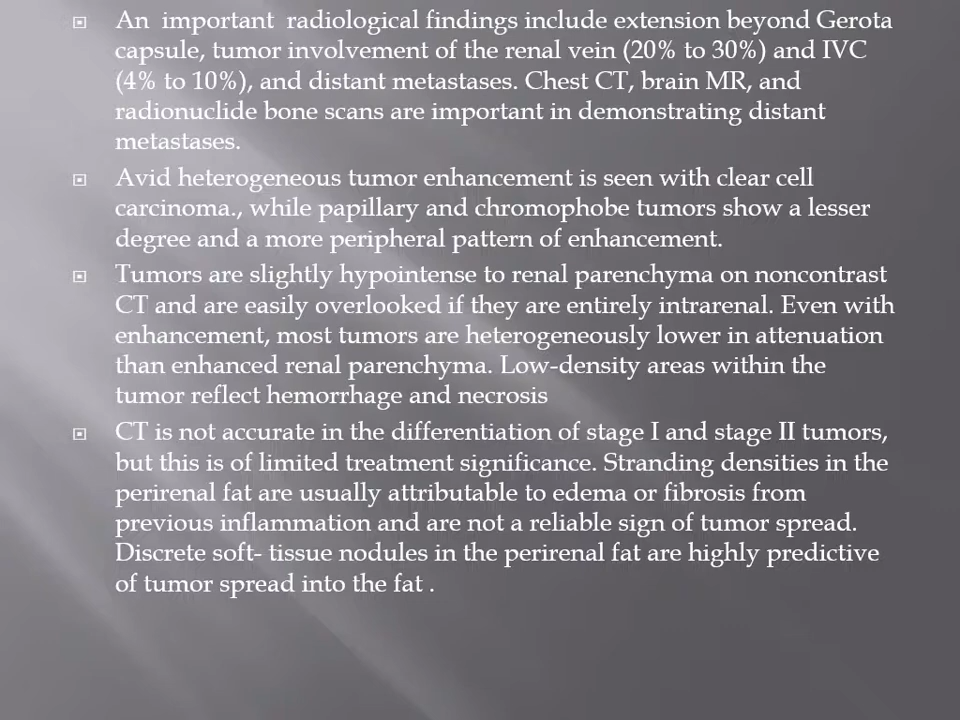 An important radiological findings include extension beyond Gerota
capsule, tumor involvement of the renal vein (20% to 30%) and IVC
(4% to 10%), and distant metastases. Chest CT, brain MR, and
radionuclide bone scans are important in demonstrating distant
metastases.
Avid heterogeneous tumor enhancement is seen with clear cell
carcinoma., while papillary and chromophobe tumors show a lesser
degree and a more peripheral pattern of enhancement.
Tumors are slightly hypointense to renal parenchyma on noncontrast
CT and are easily overlooked if they are entirely intrarenal. Even with
enhancement, most tumors are heterogeneously lower in attenuation
than enhanced renal parenchyma. Low-density areas within the
tumor reflect hemorrhage and necrosis
CT is not accurate in the differentiation of stage I and stage II tumors,
but this is of limited treatment significance. Stranding densities in the
perirenal fat are usually attributable to edema or fibrosis from
previous inflammation and are not a reliable sign of tumor spread.
Discrete soft- tissue nodules in the perirenal fat are highly predictive
of tumor spread into the fat .